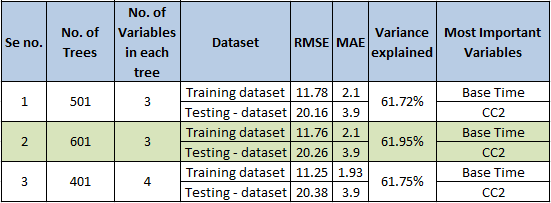 Se no. No. of Trees No. of Variables in each tree Dataset RMSE MAE Variance explained Most Important Variables
1 501 3 Training dataset 11.78 2.1 61.72% Base Time
Testing - dataset 20.16 3.9 CC2
2 601 3 Training dataset 11.76 2.1 61.95% Base Time
Testing - dataset 20.26 3.9 CC2
3 401 4 Training dataset 11.25 1.93 61.75% Base Time
Testing - dataset 20.38 3.9 CC2